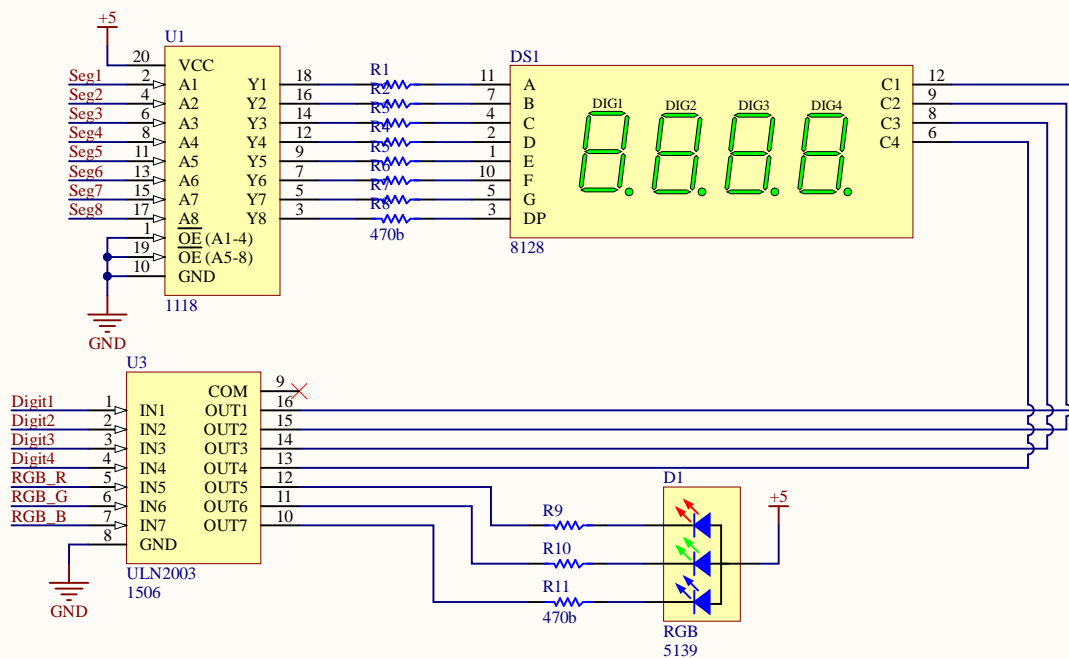 +5
U1
20 VCC
Seg1 2 A1 Y1 18 R1 11 A C1 12
Seg2 4 A2 Y2 16 R2 7 B C2 9
Seg3 6 A3 Y3 14 R3 4 C C3 8
Seg4 8 A4 Y4 12 R4 2 D C4 6
Seg5 11 A5 Y5 9 R5 1 E
Seg6 13 A6 Y6 7 R6 10 F
Seg7 15 A7 Y7 5 R7 5 G
Seg8 17 A8 Y8 3 R8 3 DP
1 OE (A1-4)
19 OE (A5-8)
10 GND
1118
GND
470b
DS1
DIG1 DIG2 DIG3 DIG4
8128
U3
COM 9
Digit1 1 IN1 OUT1 16
Digit2 2 IN2 OUT2 15
Digit3 3 IN3 OUT3 14
Digit4 4 IN4 OUT4 13
RGB_R 5 IN5 OUT5 12
RGB_G 6 IN6 OUT6 11
RGB_B 7 IN7 OUT7 10
8 GND
ULN2003
1506
GND
R9
R10
R11
470b
D1
+5
RGB
5139